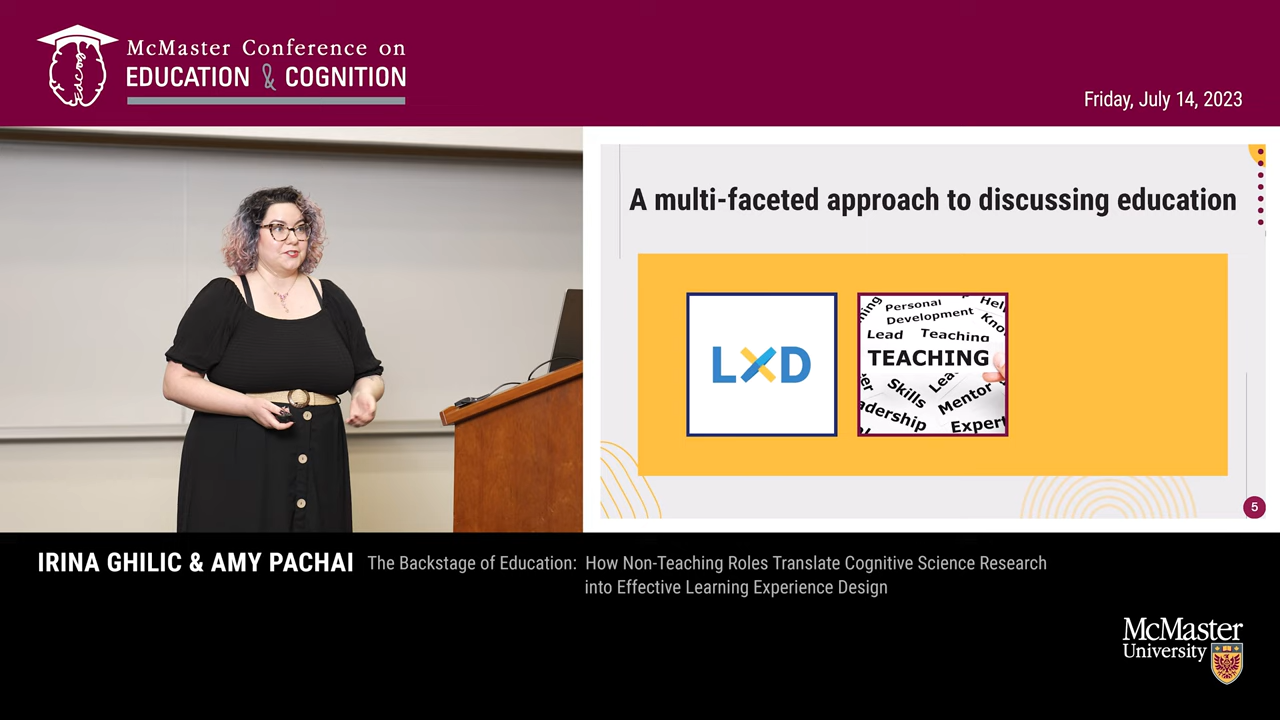 McMaster Conference on
EDUCATION & COGNITION
Friday, July 14, 2023
A multi-faceted approach to discussing education
LXD
Personal
Development
Lead Teaching
TEACHING
Skills
Mentor
5
IRINA GHILIC & AMY PACHAI
The Backstage of Education: How Non-Teaching Roles Translate Cognitive Science Research
into Effective Learning Experience Design
McMaster
University